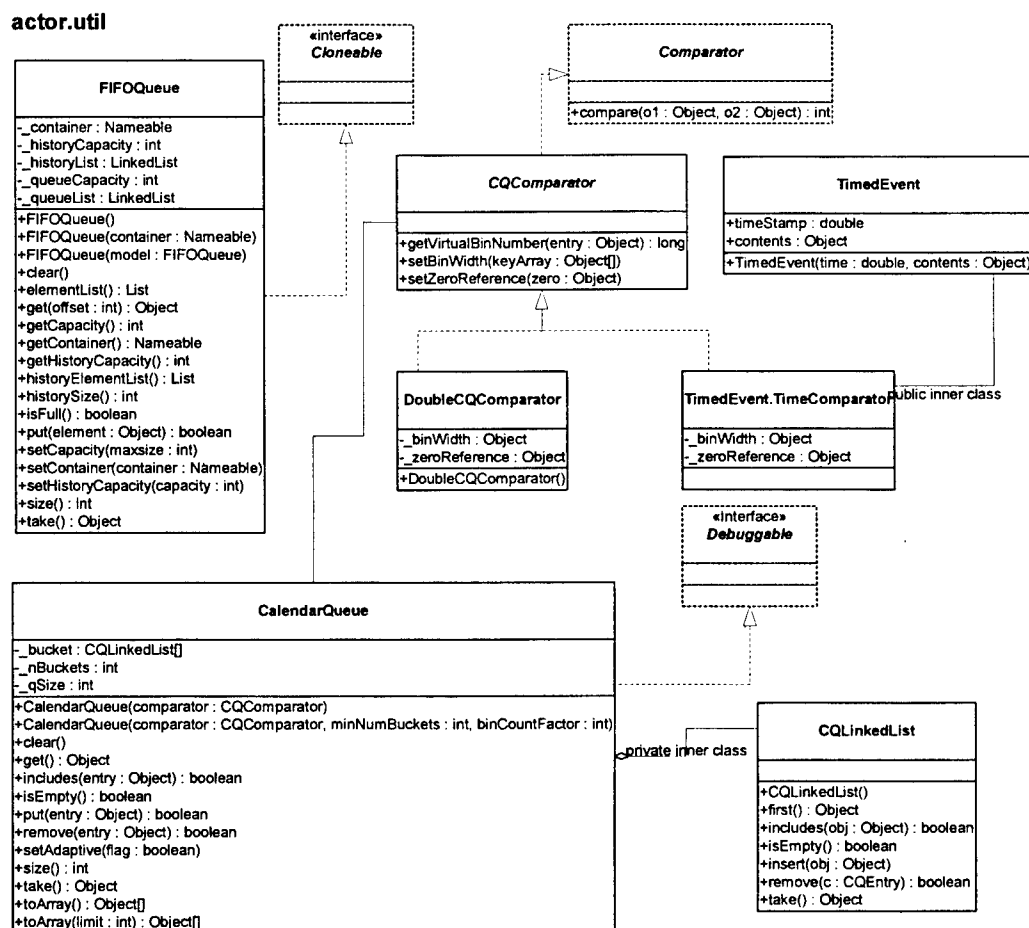 actor.util
«interface»
Cloneable
Comparator
+compare(o1 : Object, o2 : Object) : int
FIFOQueue
-_container : Nameable
-_historyCapacity : int
-_historyList : LinkedList
-_queueCapacity : int
-_queueList : LinkedList
+FIFOQueue()
+FIFOQueue(container : Nameable)
+FIFOQueue(model : FIFOQueue)
+clear()
+elementList() : List
+get(offset : int) : Object
+getCapacity() : int
+getContainer() : Nameable
+getHistoryCapacity() : int
+historyElementList() : List
+historySize() : int
+isFull() : boolean
+put(element : Object) : boolean
+setCapacity(maxsize : int)
+setContainer(container : Nameable)
+setHistoryCapacity(capacity : int)
+size() : int
+take() : Object
CQComparator
+getVirtualBinNumber(entry : Object) : long
+setBinWidth(keyArray : Object[])
+setZeroReference(zero : Object)
TimedEvent
+timeStamp : double
+contents : Object
+TimedEvent(time : double, contents : Object)
DoubleCQComparator
-_binWidth : Object
-_zeroReference : Object
+DoubleCQComparator()
TimedEvent.TimeComparator
-_binWidth : Object
-_zeroReference : Object
public inner class
«interface»
Debuggable
CalendarQueue
-_bucket : CQLinkedList[]
-_nBuckets : int
-_qSize : int
+CalendarQueue(comparator : CQComparator)
+CalendarQueue(comparator : CQComparator, minNumBuckets : int, binCountFactor : int)
+clear()
+get() : Object
+includes(entry : Object) : boolean
+isEmpty() : boolean
+put(entry : Object) : boolean
+remove(entry : Object) : boolean
+setAdaptive(flag : boolean)
+size() : int
+take() : Object
+toArray() : Object[]
+toArray(limit : int) : Object[]
private inner class
CQLinkedList
+CQLinkedList()
+first() : Object
+includes(obj : Object) : boolean
+isEmpty() : boolean
+insert(obj : Object)
+remove(c : CQEntry) : boolean
+take() : Object